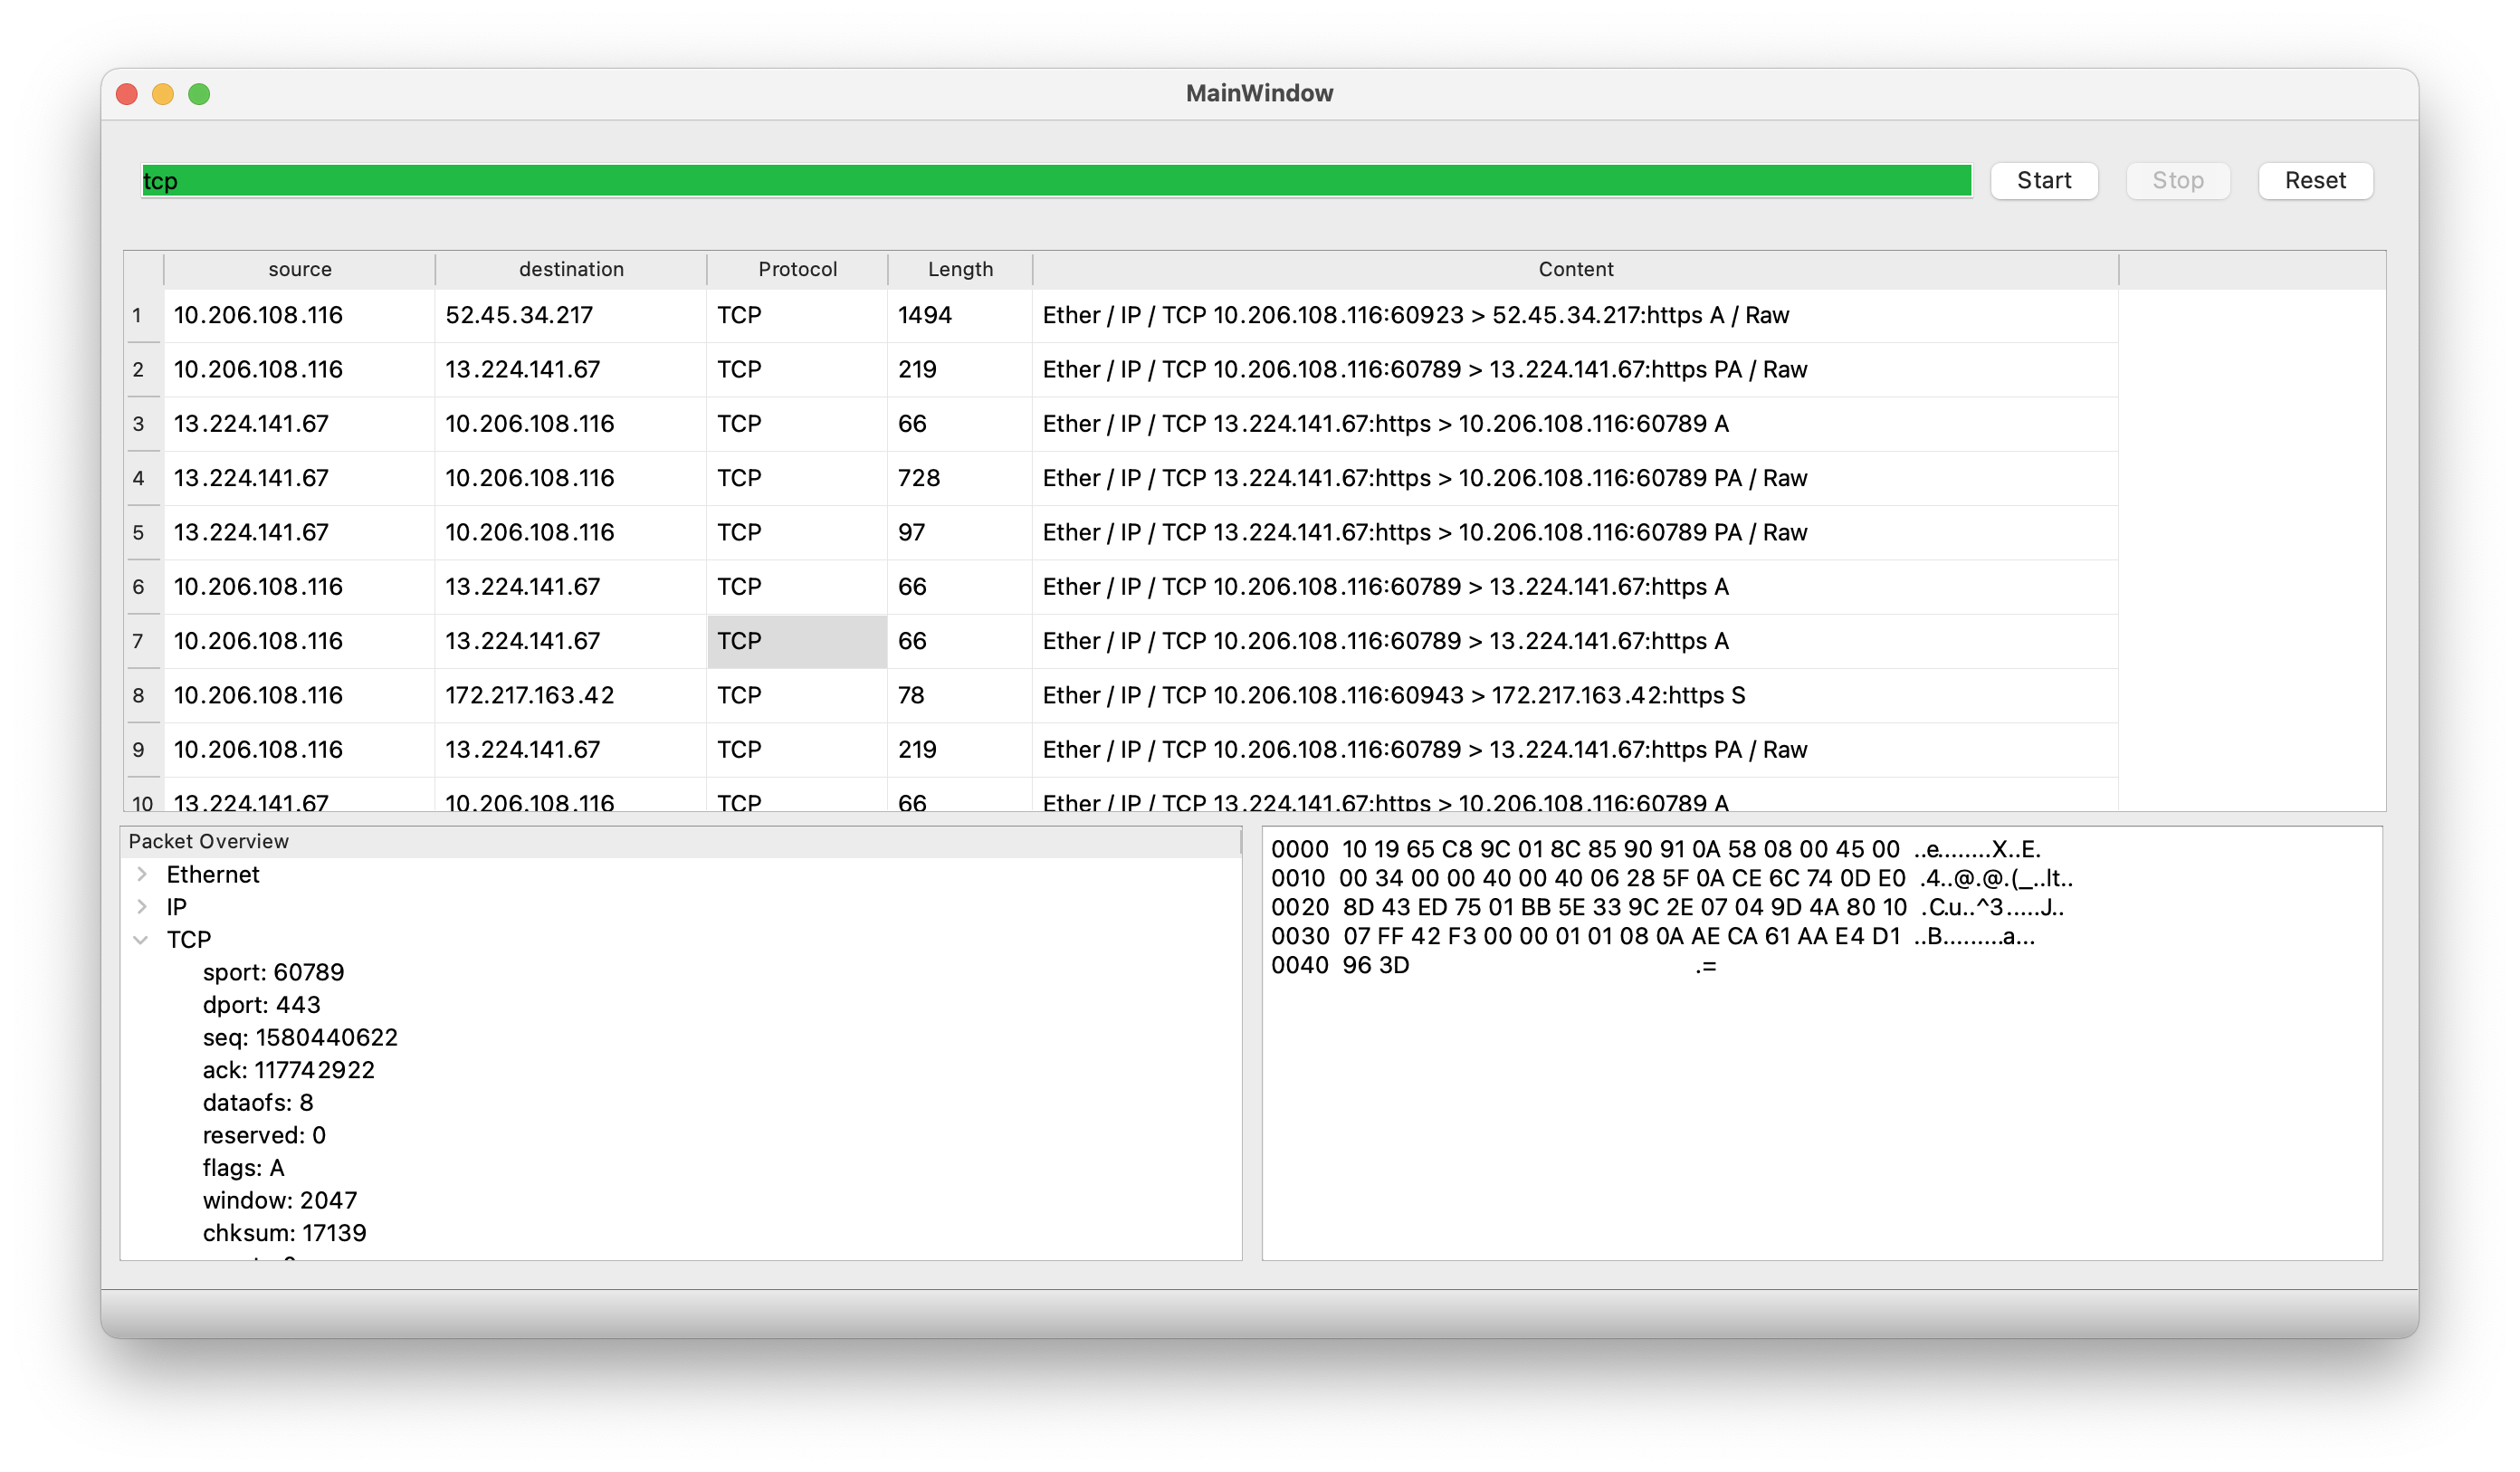 MainWindow
tcp Start Stop Reset
source destination Protocol Length Content
1 10.206.108.116 52.45.34.217 TCP 1494 Ether / IP / TCP 10.206.108.116:60923 > 52.45.34.217:https A / Raw
2 10.206.108.116 13.224.141.67 TCP 219 Ether / IP / TCP 10.206.108.116:60789 > 13.224.141.67:https PA / Raw
3 13.224.141.67 10.206.108.116 TCP 66 Ether / IP / TCP 13.224.141.67:https > 10.206.108.116:60789 A
4 13.224.141.67 10.206.108.116 TCP 728 Ether / IP / TCP 13.224.141.67:https > 10.206.108.116:60789 PA / Raw
5 13.224.141.67 10.206.108.116 TCP 97 Ether / IP / TCP 13.224.141.67:https > 10.206.108.116:60789 PA / Raw
6 10.206.108.116 13.224.141.67 TCP 66 Ether / IP / TCP 10.206.108.116:60789 > 13.224.141.67:https A
7 10.206.108.116 13.224.141.67 TCP 66 Ether / IP / TCP 10.206.108.116:60789 > 13.224.141.67:https A
8 10.206.108.116 172.217.163.42 TCP 78 Ether / IP / TCP 10.206.108.116:60943 > 172.217.163.42:https S
9 10.206.108.116 13.224.141.67 TCP 219 Ether / IP / TCP 10.206.108.116:60789 > 13.224.141.67:https PA / Raw
10 13.224.141.67 10.206.108.116 TCP 66 Ether / IP / TCP 13.224.141.67:https > 10.206.108.116:60789 A
Packet Overview
Ethernet
IP
TCP
sport: 60789
dport: 443
seq: 1580440622
ack: 117742922
dataofs: 8
reserved: 0
flags: A
window: 2047
chksum: 17139
0000 10 19 65 C8 9C 01 8C 85 90 91 0A 58 08 00 45 00 ..e........X..E.
0010 00 34 00 00 40 00 40 06 28 5F 0A CE 6C 74 0D E0 .4..@.@.(_..lt..
0020 8D 43 ED 75 01 BB 5E 33 9C 2E 07 04 9D 4A 80 10 .C.u..^3.....J..
0030 07 FF 42 F3 00 00 01 01 08 0A AE CA 61 AA E4 D1 ..B.........a...
0040 96 3D .=